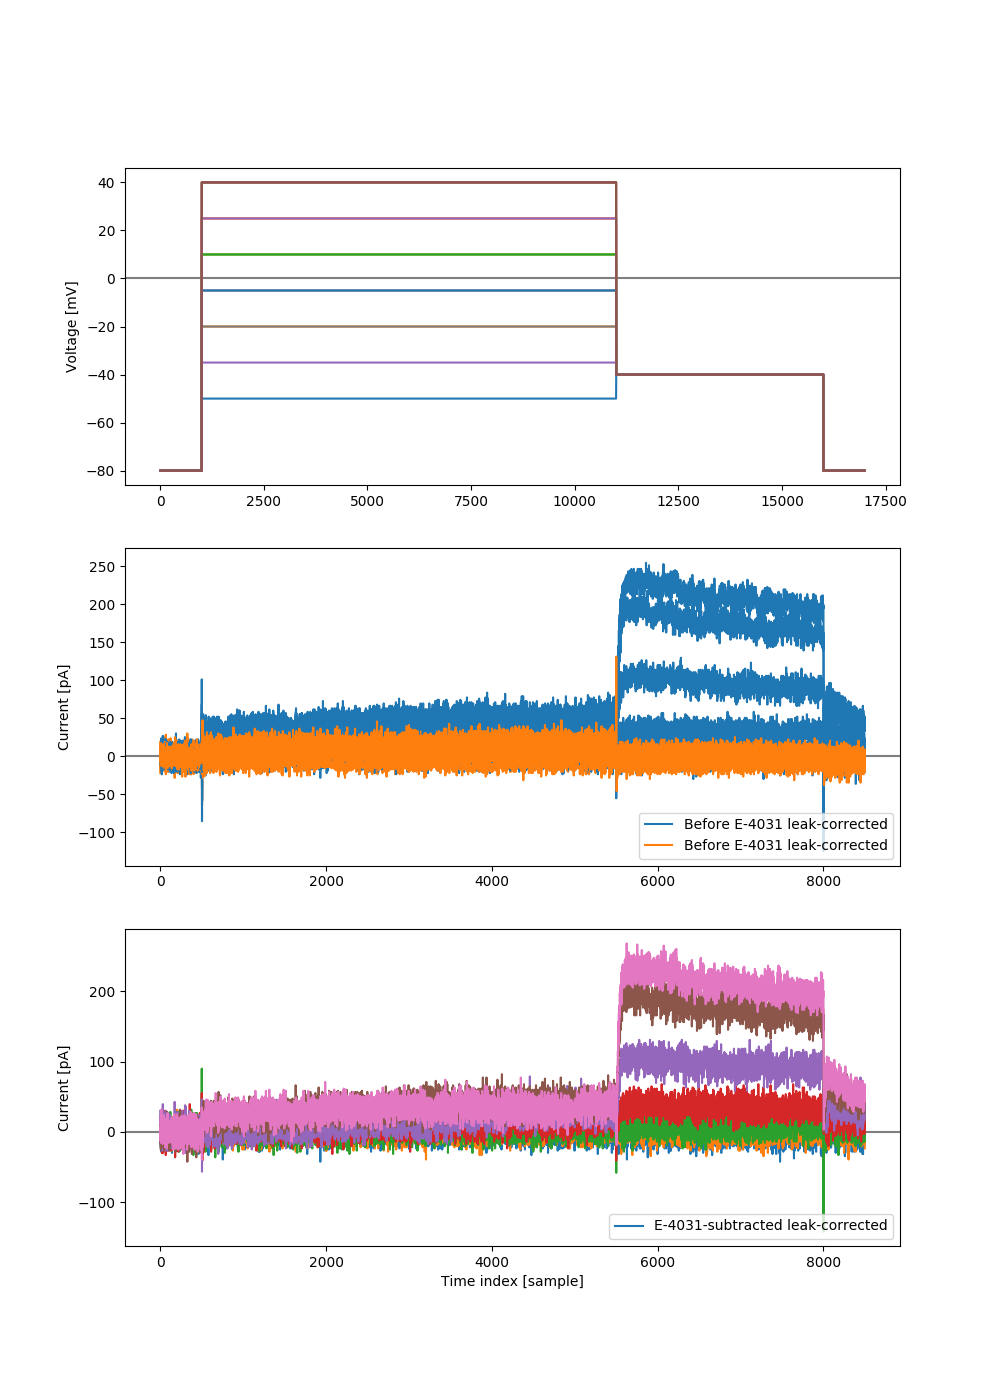 40
20
0
−20
−40
−60
−80
Voltage [mV]
0 2500 5000 7500 10000 12500 15000 17500
250
200
150
100
50
0
−50
−100
Current [pA]
Before E-4031 leak-corrected
Before E-4031 leak-corrected
0 2000 4000 6000 8000
200
100
0
−100
Current [pA]
E-4031-subtracted leak-corrected
0 2000 4000 6000 8000
Time index [sample]